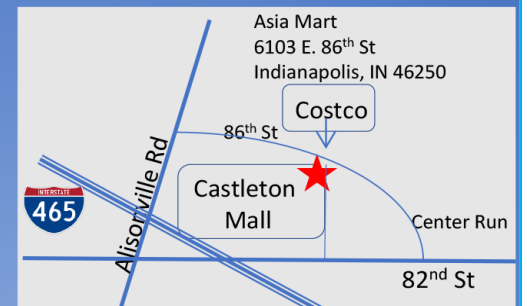 Asia Mart
6103 E. 86th St
Indianapolis, IN 46250
Costco
86th St
Alisonville Rd
INTERSTATE
465
Castleton
Mall
Center Run
82nd St